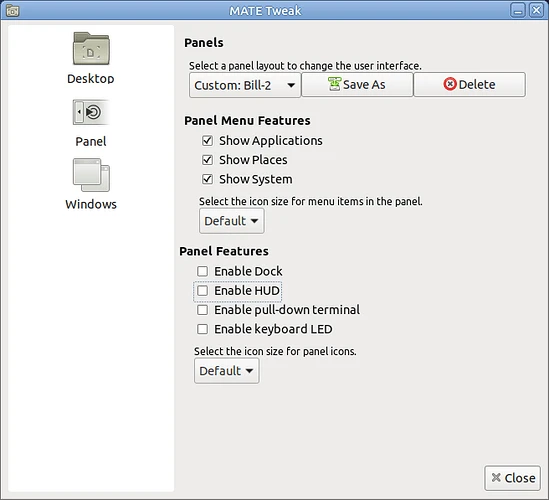 MATE Tweak
Desktop
Panel
Windows
Panels
Select a panel layout to change the user interface.
Custom: Bill-2
Save As
Delete
Panel Menu Features
Show Applications
Show Places
Show System
Select the icon size for menu items in the panel.
Default
Panel Features
Enable Dock
Enable HUD
Enable pull-down terminal
Enable keyboard LED
Select the icon size for panel icons.
Default
Close